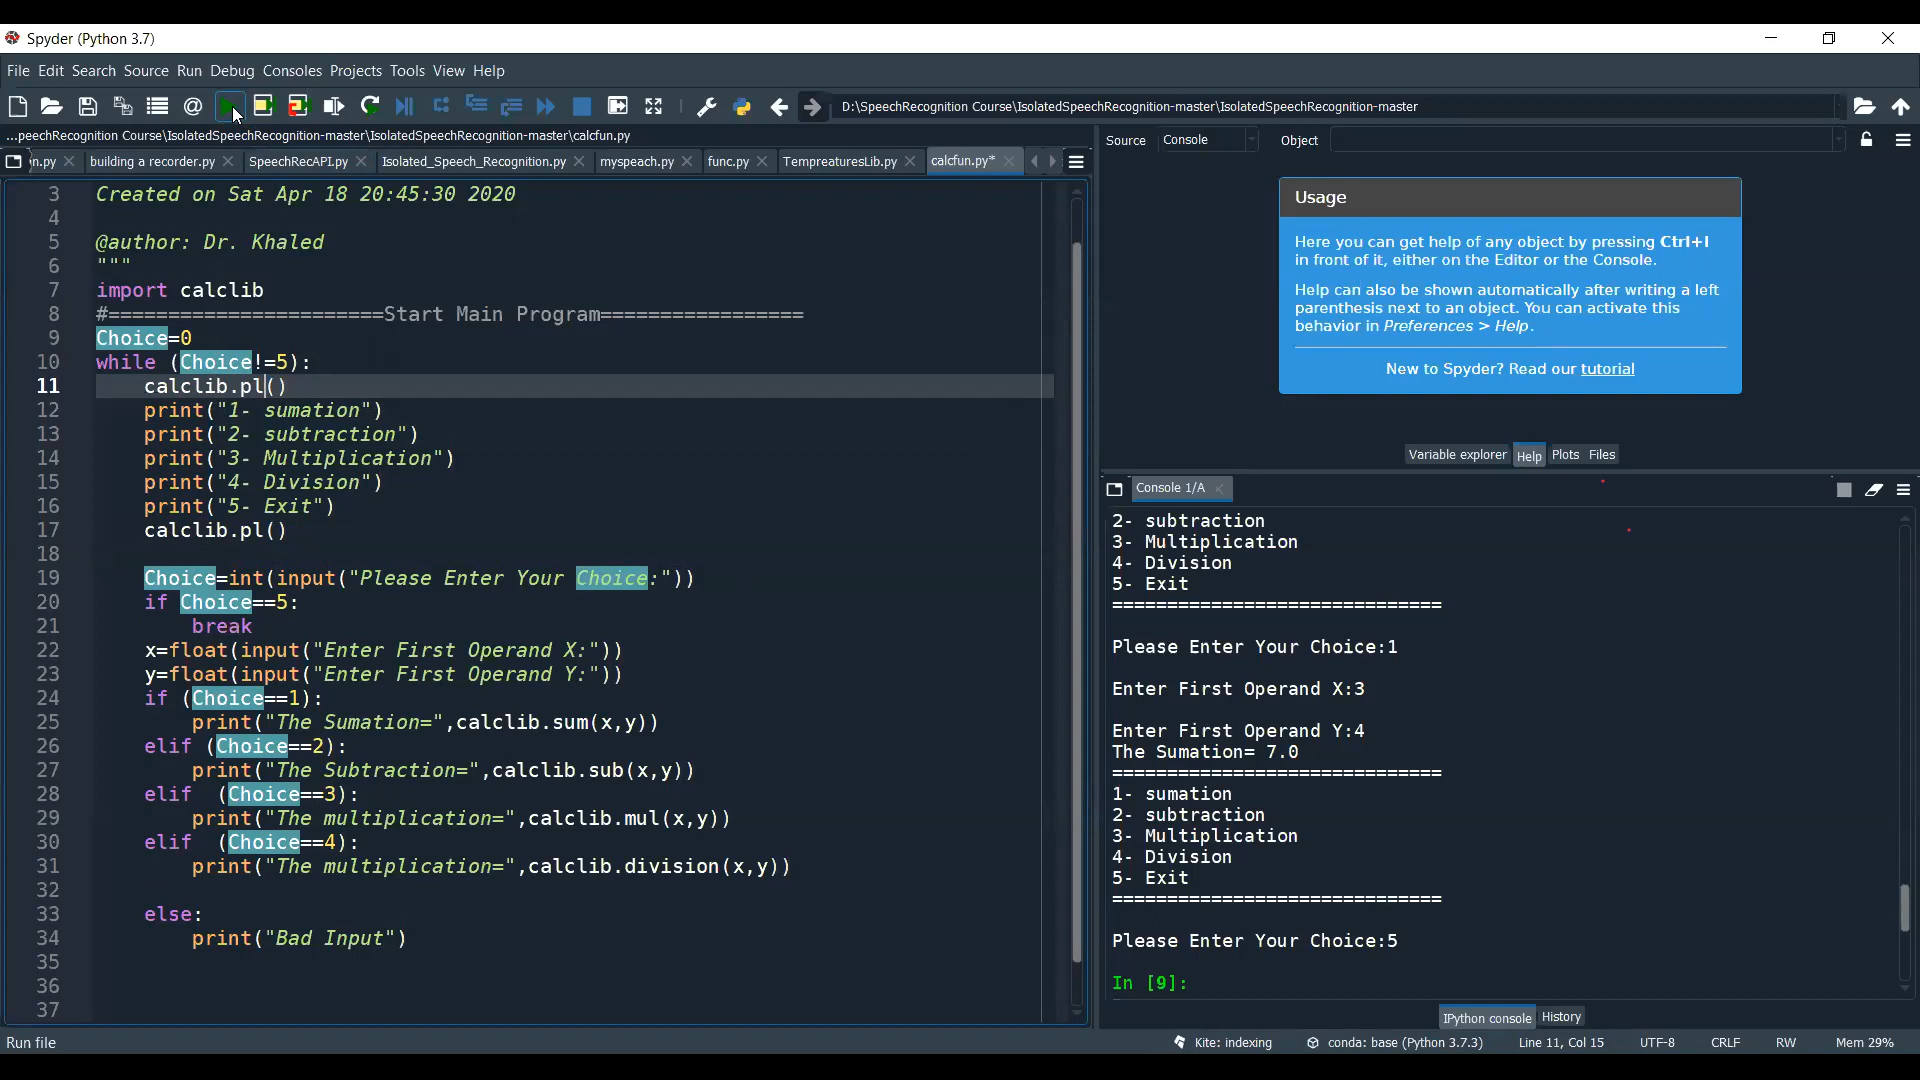 Spyder (Python 3.7)
File Edit Search Source Run Debug Consoles Projects Tools View Help
D:\SpeechRecognition Course\IsolatedSpeechRecognition-master\IsolatedSpeechRecognition-master
...peechRecognition Course\IsolatedSpeechRecognition-master\IsolatedSpeechRecognition-master\calcfun.py
n.py building a recorder.py SpeechRecAPI.py Isolated_Speech_Recognition.py myspeach.py func.py TempreaturesLib.py calcfun.py*
3 Created on Sat Apr 18 20:45:30 2020
4
5 @author: Dr. Khaled
6 """
7 import calclib
8 #=======================Start Main Program=================
9 Choice=0
10 while (Choice!=5):
11 calclib.pl()
12 print("1- sumation")
13 print("2- subtraction")
14 print("3- Multiplication")
15 print("4- Division")
16 print("5- Exit")
17 calclib.pl()
18
19 Choice=int(input("Please Enter Your Choice:"))
20 if Choice==5:
21 break
22 x=float(input("Enter First Operand X:"))
23 y=float(input("Enter First Operand Y:"))
24 if (Choice==1):
25 print("The Sumation=",calclib.sum(x,y))
26 elif (Choice==2):
27 print("The Subtraction=",calclib.sub(x,y))
28 elif (Choice==3):
29 print("The multiplication=",calclib.mul(x,y))
30 elif (Choice==4):
31 print("The multiplication=",calclib.division(x,y))
32
33 else:
34 print("Bad Input")
35
36
37
Source Console Object
Usage
Here you can get help of any object by pressing Ctrl+I
in front of it, either on the Editor or the Console.
Help can also be shown automatically after writing a left
parenthesis next to an object. You can activate this
behavior in Preferences > Help.
New to Spyder? Read our tutorial
Variable explorer Help Plots Files
Console 1/A
2- subtraction
3- Multiplication
4- Division
5- Exit
==============================
Please Enter Your Choice:1
Enter First Operand X:3
Enter First Operand Y:4
The Sumation= 7.0
==============================
1- sumation
2- subtraction
3- Multiplication
4- Division
5- Exit
==============================
Please Enter Your Choice:5
In [9]:
IPython console History
Run file Kite: indexing conda: base (Python 3.7.3) Line 11, Col 15 UTF-8 CRLF RW Mem 29%